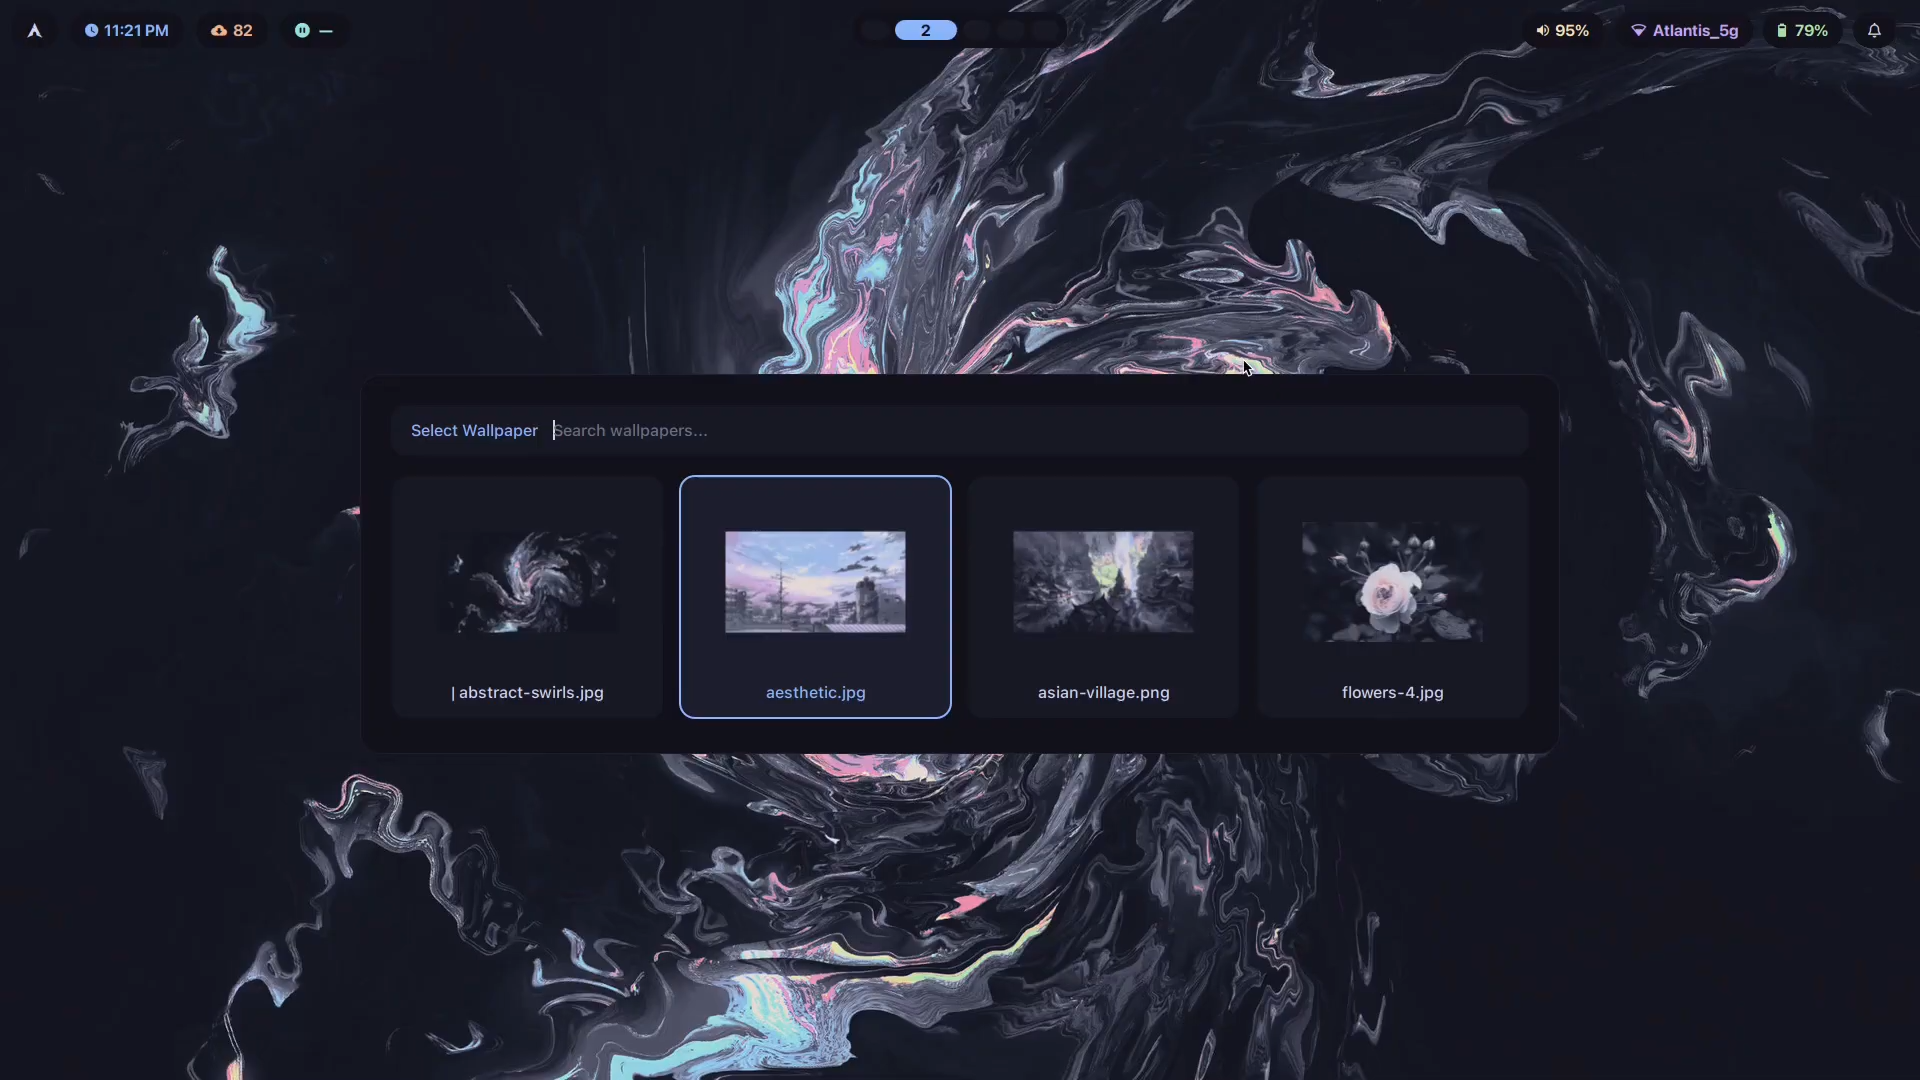 11:21 PM
82
—
2
95%
Atlantis_5g
79%
Select Wallpaper
Search wallpapers...
| abstract-swirls.jpg
aesthetic.jpg
asian-village.png
flowers-4.jpg